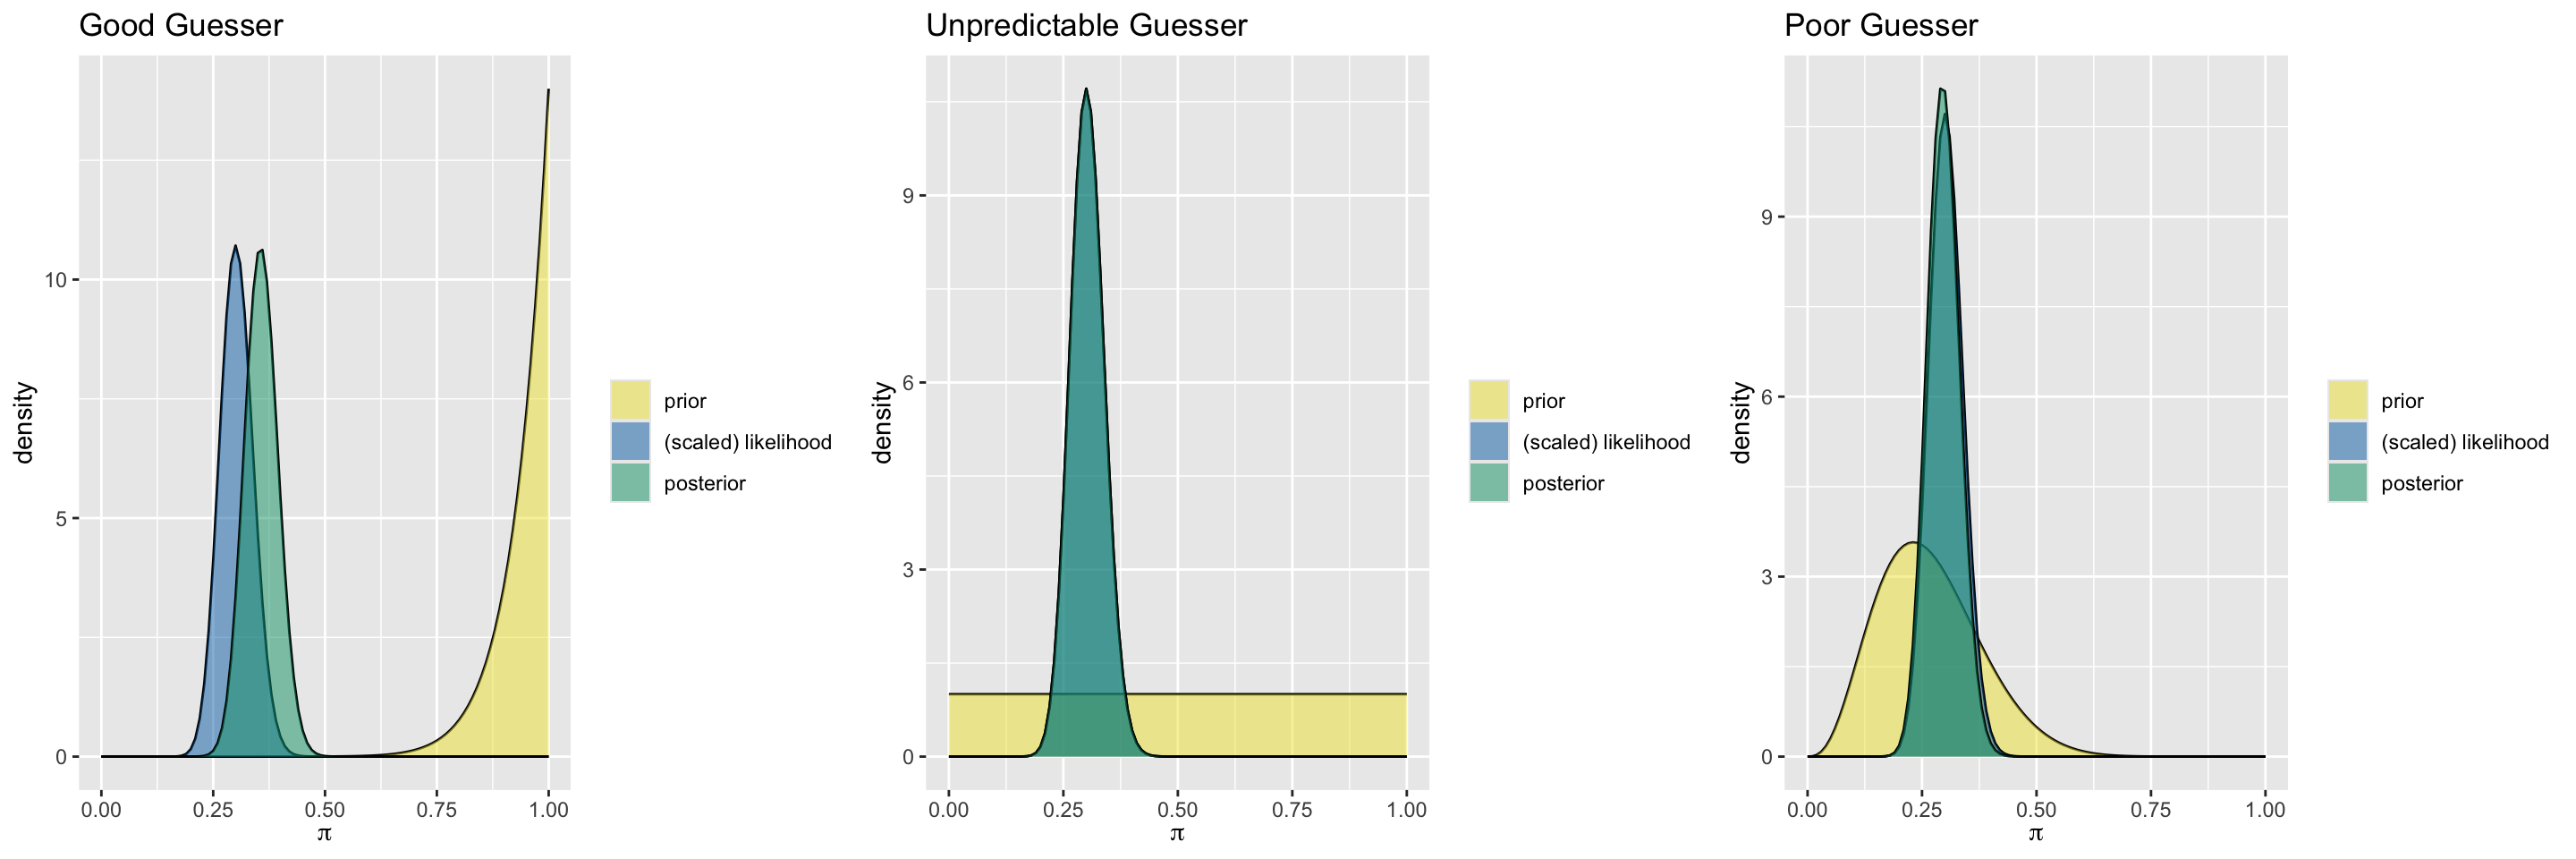 Good Guesser
density
10
5
0
0.00 0.25 0.50 0.75 1.00
π
prior
(scaled) likelihood
posterior
Unpredictable Guesser
density
9
6
3
0
0.00 0.25 0.50 0.75 1.00
π
prior
(scaled) likelihood
posterior
Poor Guesser
density
9
6
3
0
0.00 0.25 0.50 0.75 1.00
π
prior
(scaled) likelihood
posterior